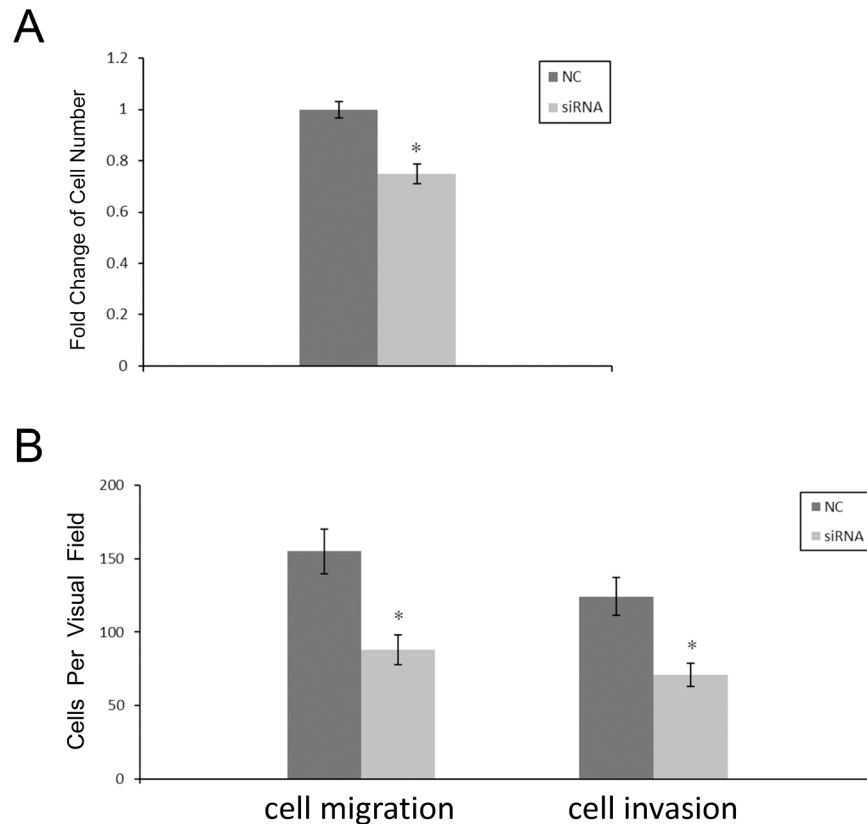 A
Fold Change of Cell Number
1.2
1
0.8
0.6
0.4
0.2
0
*
NC
siRNA
B
Cells Per Visual Field
200
150
100
50
0
*
*
NC
siRNA
cell migration
cell invasion